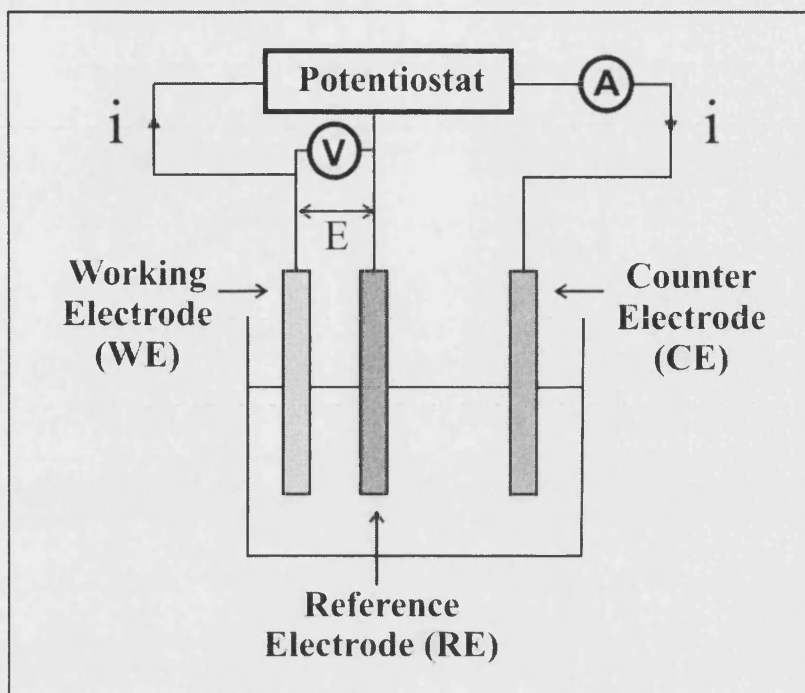 Potentiostat
A
i
i
V
E
Working
Electrode
(WE)
Counter
Electrode
(CE)
Reference
Electrode (RE)